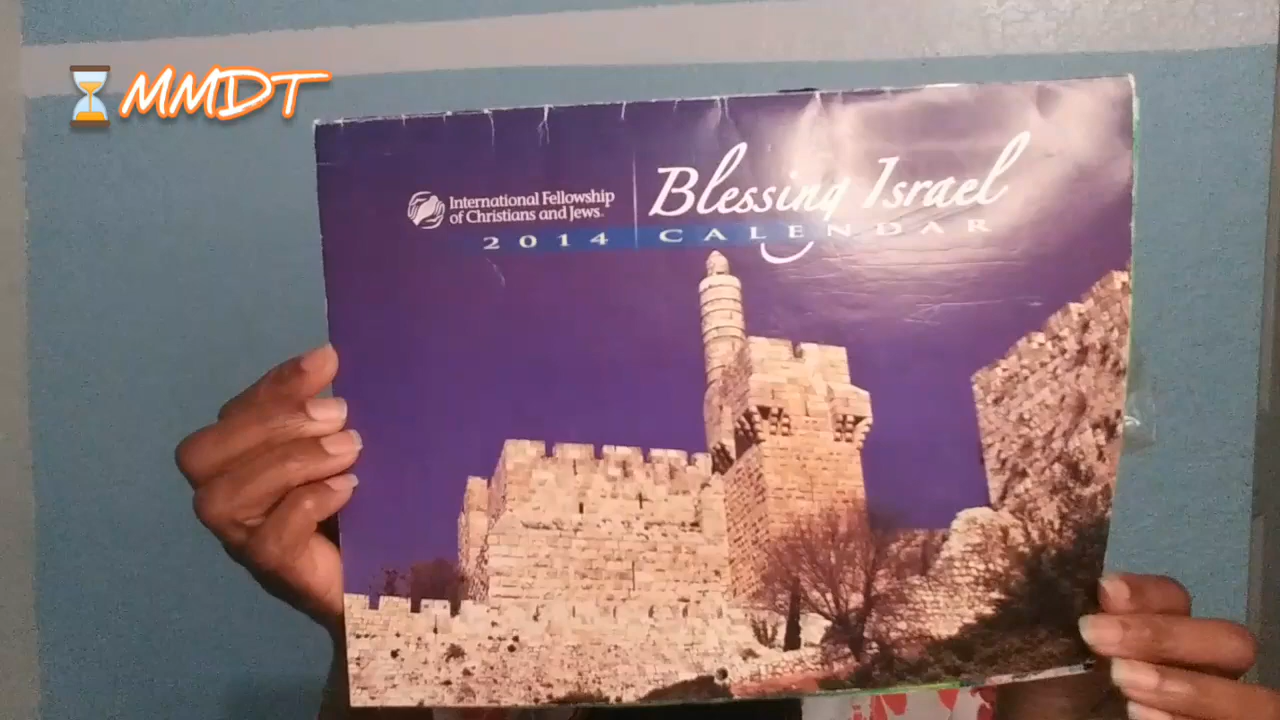 MMDT
International Fellowship
of Christians and Jews.
Blessing Israel
2014 CALENDAR